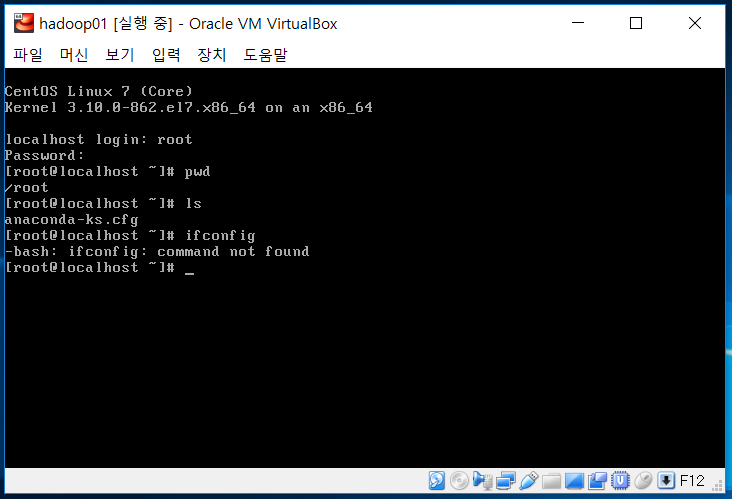 hadoop01 [실행 중] - Oracle VM VirtualBox
파일 머신 보기 입력 장치 도움말
CentOS Linux 7 (Core)
Kernel 3.10.0-862.el7.x86_64 on an x86_64
localhost login: root
Password:
[root@localhost ~]# pwd
/root
[root@localhost ~]# ls
anaconda-ks.cfg
[root@localhost ~]# ifconfig
-bash: ifconfig: command not found
[root@localhost ~]# _
F12